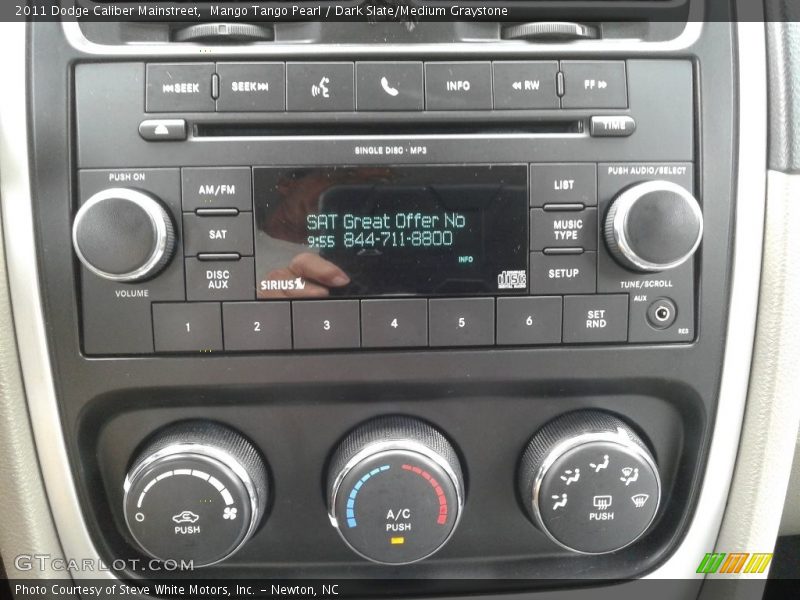 2011 Dodge Caliber Mainstreet, Mango Tango Pearl / Dark Slate/Medium Graystone
SEEK
SEEK
INFO
RW
FF
TIME
SINGLE DISC · MP3
PUSH ON
PUSH AUDIO/SELECT
AM/FM
LIST
SAT
MUSIC
TYPE
DISC
AUX
SETUP
SAT Great Offer No
9:55 844-711-8800
INFO
SIRIUS
VOLUME
TUNE/SCROLL
AUX
1
2
3
4
5
6
SET
RND
RES
PUSH
A/C
PUSH
PUSH
GTcarlot.com
Photo Courtesy of Steve White Motors, Inc. – Newton, NC